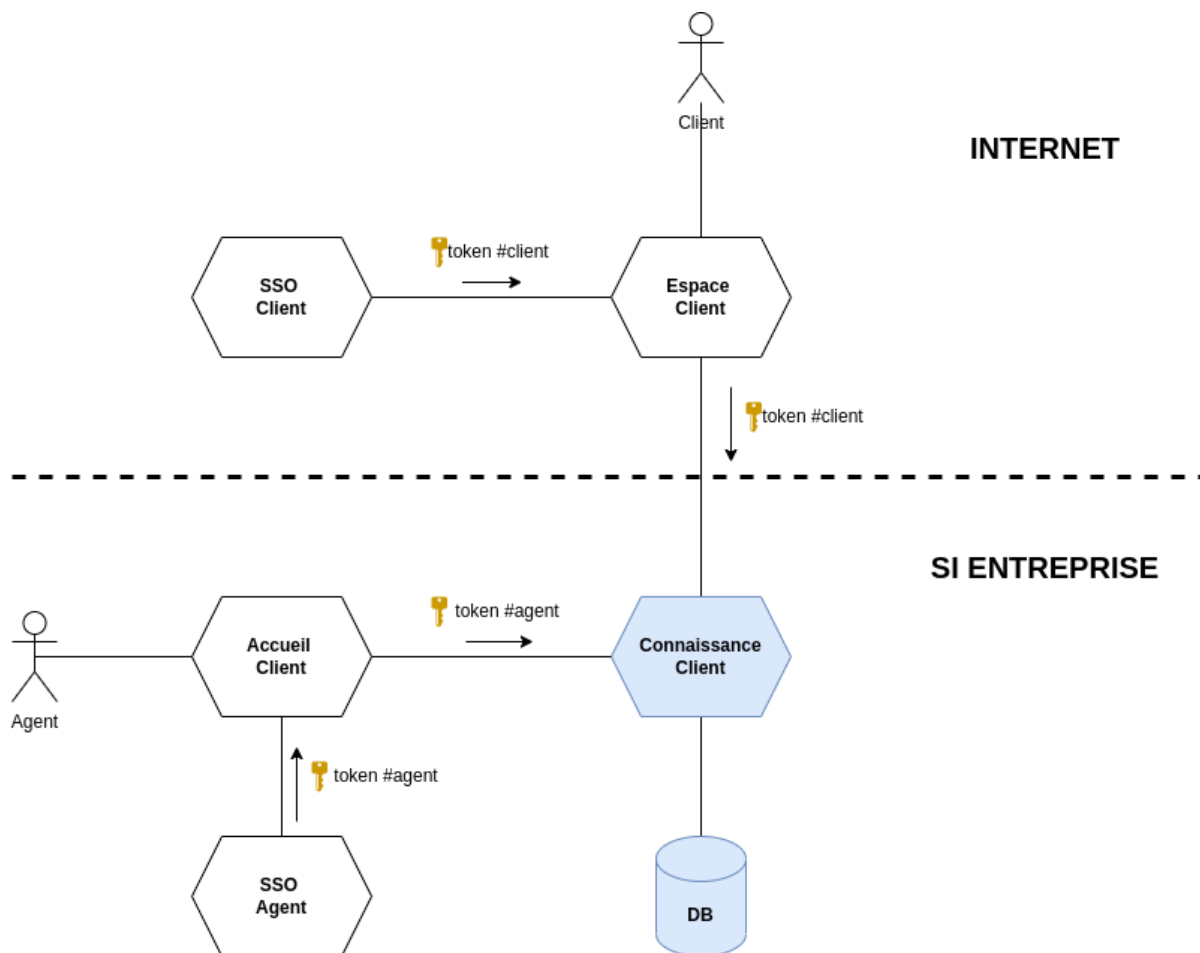 Client
INTERNET
token #client
SSO
Client
Espace
Client
token #client
SI ENTREPRISE
token #agent
Accueil
Client
Connaissance
Client
Agent
token #agent
SSO
Agent
DB